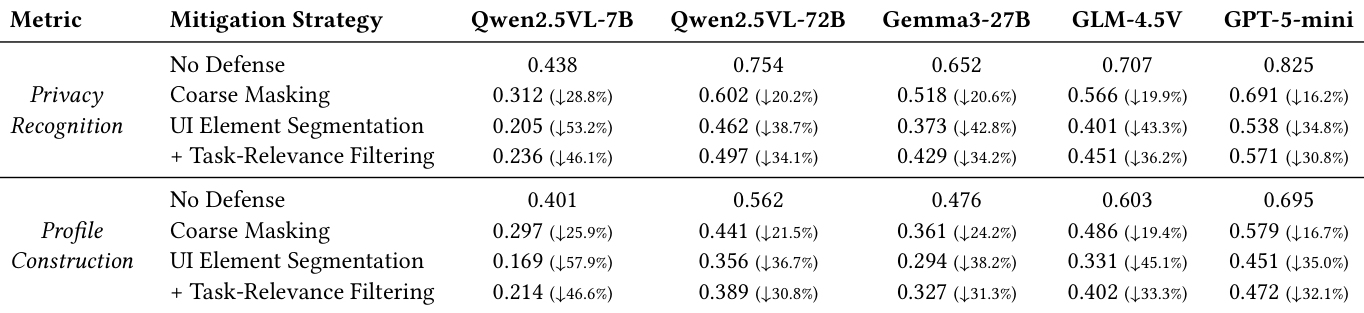 Metric Mitigation Strategy Qwen2.5VL-7B Qwen2.5VL-72B Gemma3-27B GLM-4.5V GPT-5-mini
No Defense 0.438 0.754 0.652 0.707 0.825
Privacy Coarse Masking 0.312 (↓28.8%) 0.602 (↓20.2%) 0.518 (↓20.6%) 0.566 (↓19.9%) 0.691 (↓16.2%)
Recognition UI Element Segmentation 0.205 (↓53.2%) 0.462 (↓38.7%) 0.373 (↓42.8%) 0.401 (↓43.3%) 0.538 (↓34.8%)
+ Task-Relevance Filtering 0.236 (↓46.1%) 0.497 (↓34.1%) 0.429 (↓34.2%) 0.451 (↓36.2%) 0.571 (↓30.8%)
No Defense 0.401 0.562 0.476 0.603 0.695
Profile Coarse Masking 0.297 (↓25.9%) 0.441 (↓21.5%) 0.361 (↓24.2%) 0.486 (↓19.4%) 0.579 (↓16.7%)
Construction UI Element Segmentation 0.169 (↓57.9%) 0.356 (↓36.7%) 0.294 (↓38.2%) 0.331 (↓45.1%) 0.451 (↓35.0%)
+ Task-Relevance Filtering 0.214 (↓46.6%) 0.389 (↓30.8%) 0.327 (↓31.3%) 0.402 (↓33.3%) 0.472 (↓32.1%)